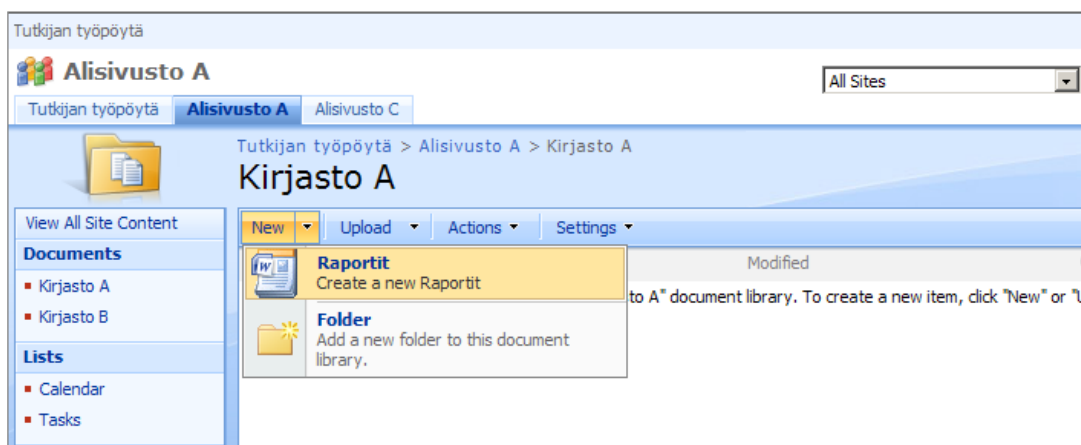 Tutkijan työpöytä
Alisivusto A
All Sites
Tutkijan työpöytä Alisivusto A Alisivusto C
Tutkijan työpöytä > Alisivusto A > Kirjasto A
Kirjasto A
View All Site Content
New Upload Actions Settings
Documents
Kirjasto A
Kirjasto B
Lists
Calendar
Tasks
Raportit
Create a new Raportit
Folder
Add a new folder to this document
library.
Modified
to A" document library. To create a new item, click "New" or